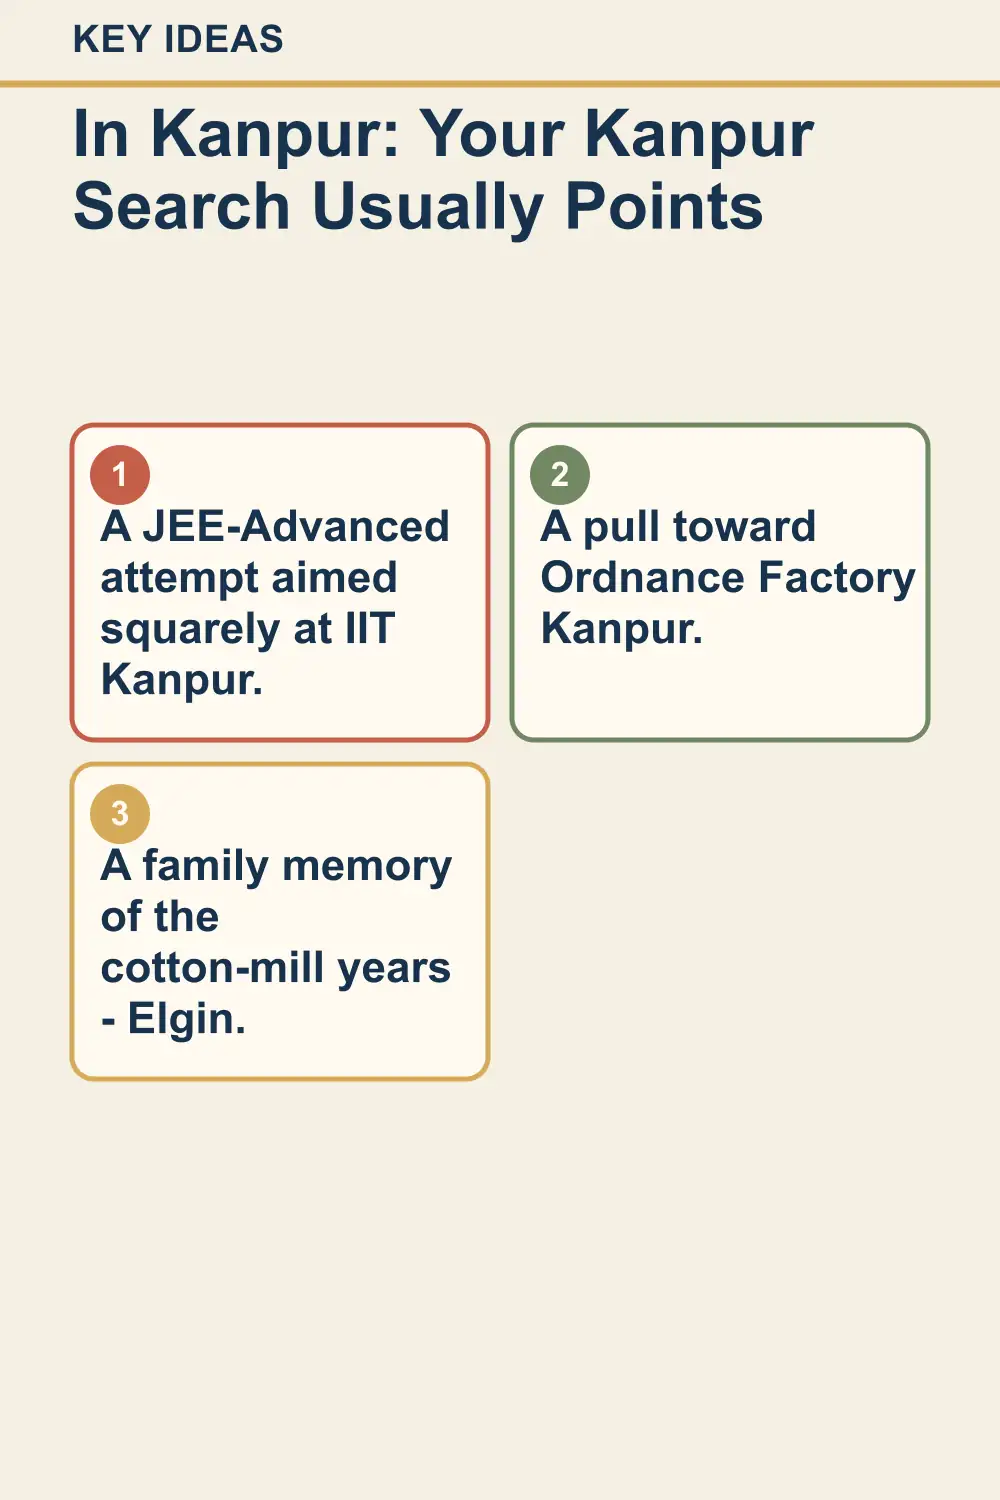 KEY IDEAS
In Kanpur: Your Kanpur
Search Usually Points
1
A JEE-Advanced
attempt aimed
squarely at IIT
Kanpur.
2
A pull toward
Ordnance Factory
Kanpur.
3
A family memory
of the
cotton-mill years
- Elgin.